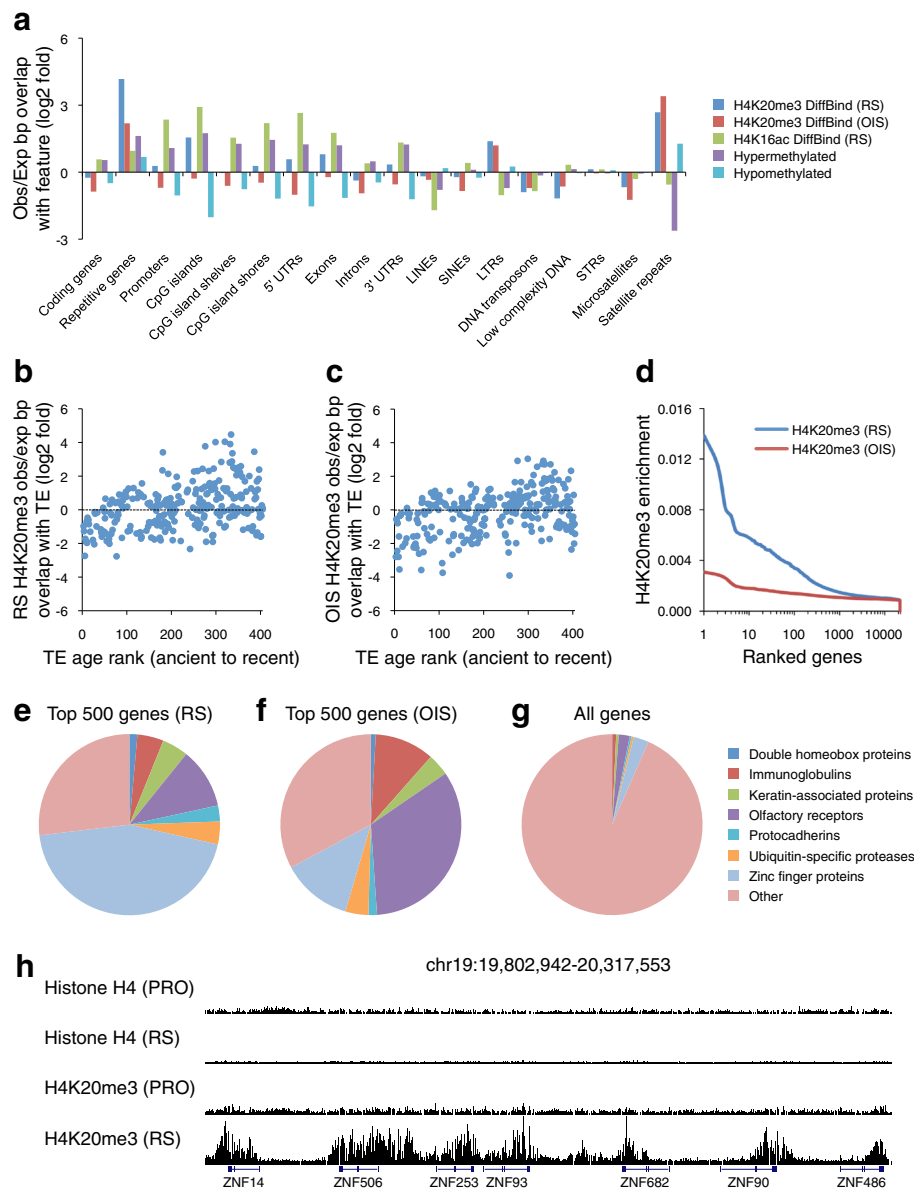 a
Obs/Exp bp overlap
with feature (log2 fold)
6
3
0
-3
H4K20me3 DiffBind (RS)
H4K20me3 DiffBind (OIS)
H4K16ac DiffBind (RS)
Hypermethylated
Hypomethylated
Coding genes
Repetitive genes
Promoters
CpG islands
CpG island shelves
CpG island shores
5' UTRs
Exons
Introns
3' UTRs
LINEs
SINEs
LTRs
DNA transposons
Low complexity DNA
STRs
Microsatellites
Satellite repeats
b
RS H4K20me3 obs/exp bp
overlap with TE (log2 fold)
6
4
2
0
-2
-4
-6
0 100 200 300 400
TE age rank (ancient to recent)
c
OIS H4K20me3 obs/exp bp
overlap with TE (log2 fold)
6
4
2
0
-2
-4
-6
0 100 200 300 400
TE age rank (ancient to recent)
d
H4K20me3 enrichment
0.016
0.012
0.008
0.004
0.000
H4K20me3 (RS)
H4K20me3 (OIS)
1 10 100 1000 10000
Ranked genes
e
Top 500 genes (RS)
f
Top 500 genes (OIS)
g
All genes
Double homeobox proteins
Immunoglobulins
Keratin-associated proteins
Olfactory receptors
Protocadherins
Ubiquitin-specific proteases
Zinc finger proteins
Other
h
chr19:19,802,942-20,317,553
Histone H4 (PRO)
Histone H4 (RS)
H4K20me3 (PRO)
H4K20me3 (RS)
ZNF14 ZNF506 ZNF253 ZNF93 ZNF682 ZNF90 ZNF486